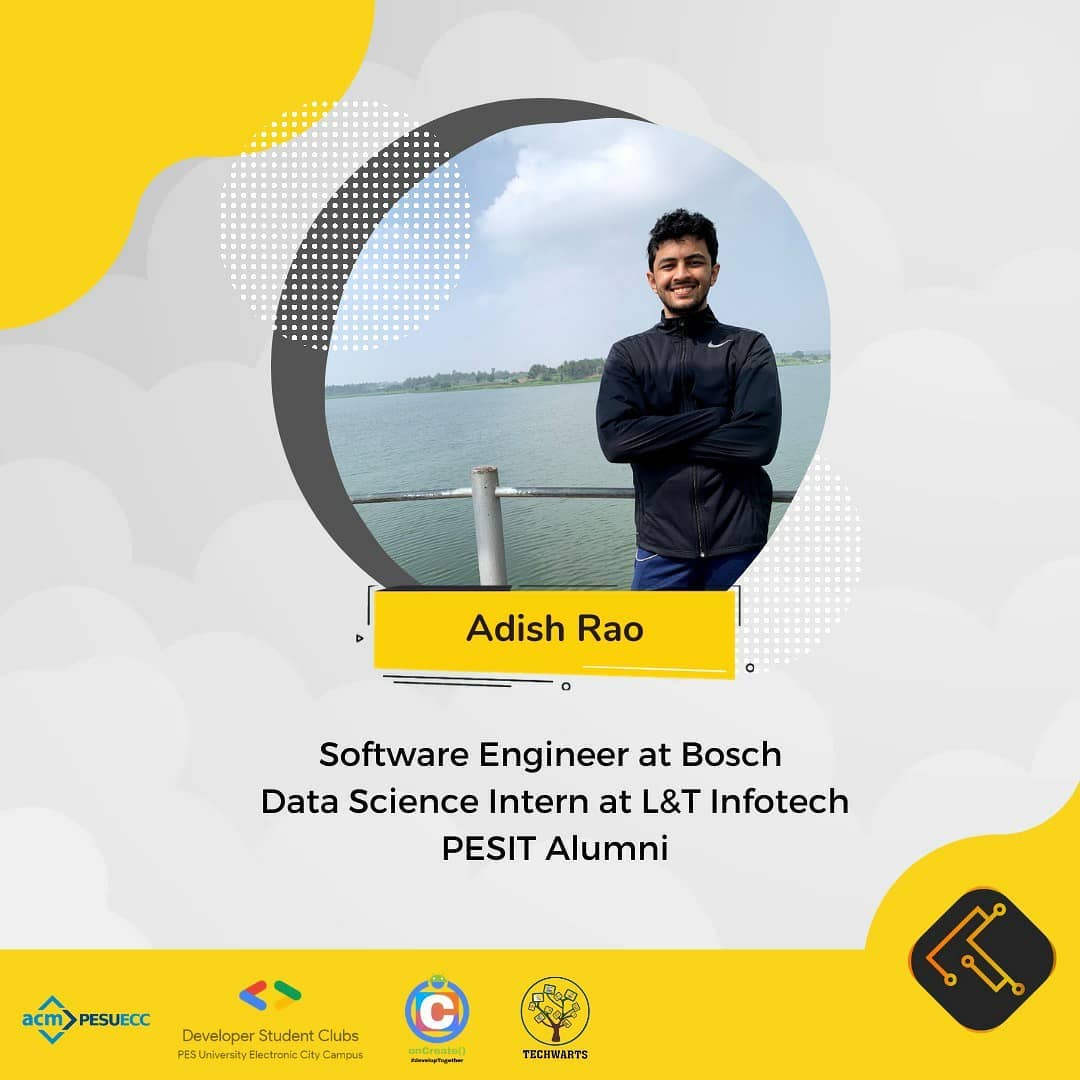 Adish Rao
Software Engineer at Bosch
Data Science Intern at L&T Infotech
PESIT Alumni
acm PESUECC
Developer Student Clubs
PES University Electronic City Campus
C
onCreate()
#developTogether
TECHWARTS